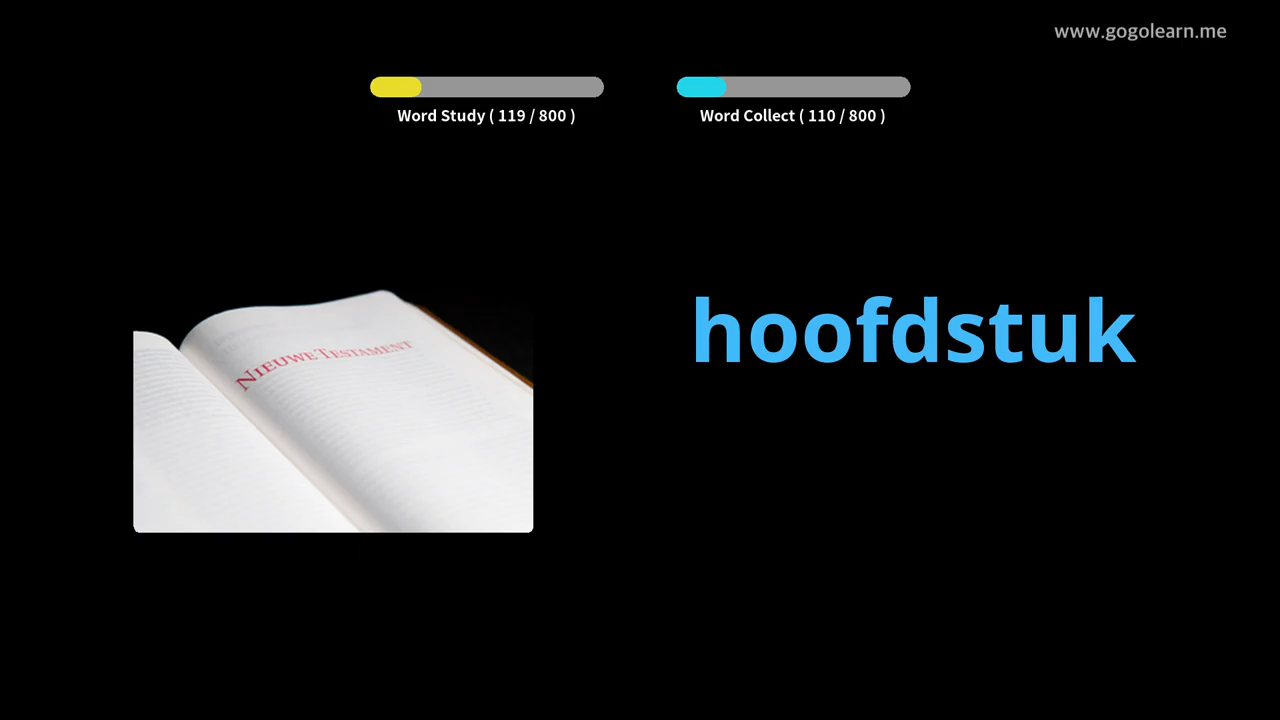 www.gogolearn.me
Word Study ( 119 / 800 )
Word Collect ( 110 / 800 )
NIEUWE TESTAMENT
hoofdstuk